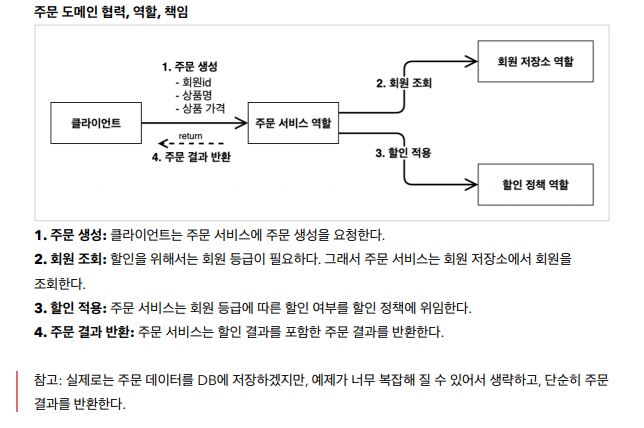 주문 도메인 협력, 역할, 책임
회원 저장소 역할
1. 주문 생성
- 회원id
- 상품명
- 상품 가격
2. 회원 조회
클라이언트
주문 서비스 역할
return
4. 주문 결과 반환
3. 할인 적용
할인 정책 역할
1. 주문 생성: 클라이언트는 주문 서비스에 주문 생성을 요청한다.
2. 회원 조회: 할인을 위해서는 회원 등급이 필요하다. 그래서 주문 서비스는 회원 저장소에서 회원을
조회한다.
3. 할인 적용: 주문 서비스는 회원 등급에 따른 할인 여부를 할인 정책에 위임한다.
4. 주문 결과 반환: 주문 서비스는 할인 결과를 포함한 주문 결과를 반환한다.
참고: 실제로는 주문 데이터를 DB에 저장하겠지만, 예제가 너무 복잡해 질 수 있어서 생략하고, 단순히 주문
결과를 반환한다.